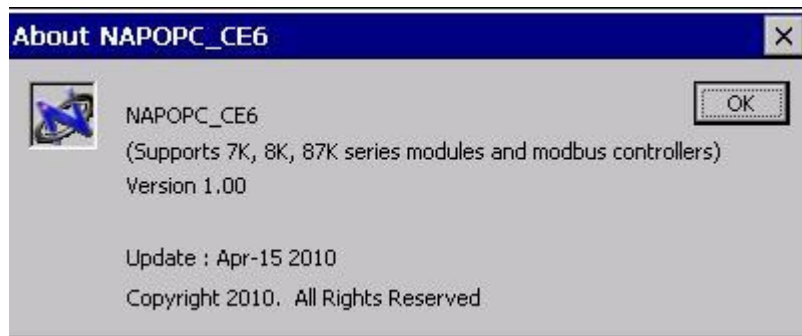 About NAPOPC_CE6
OK
NAPOPC_CE6
(Supports 7K, 8K, 87K series modules and modbus controllers)
Version 1.00
Update : Apr-15 2010
Copyright 2010. All Rights Reserved